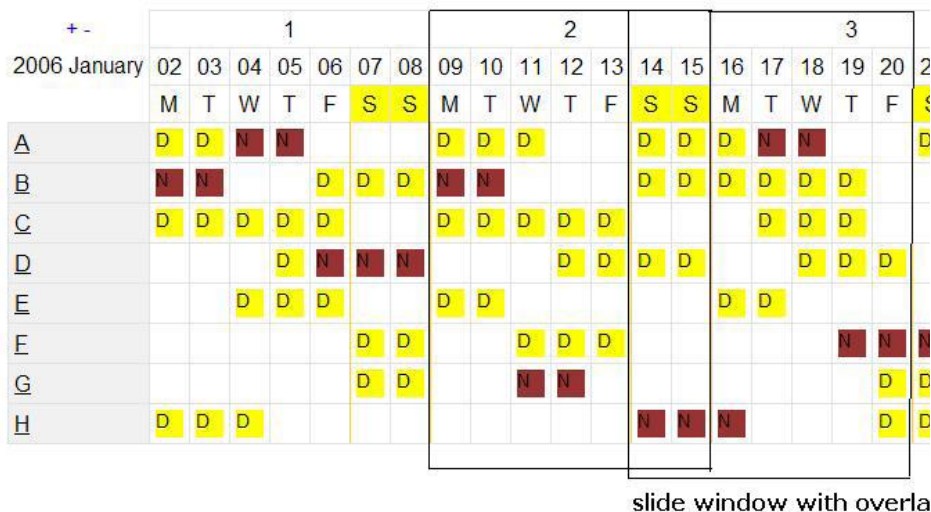 + - 1 2 3
2006 January 02 03 04 05 06 07 08 09 10 11 12 13 14 15 16 17 18 19 20 2
M T W T F S S M T W T F S S M T W T F S
A D D N N D D D D D D N N D
B N N D D D N N D D D D D D
C D D D D D D D D D D D D D
D D N N N D D D D D D D
E D D D D D D D
F D D D D D N N N
G D D N N D D
H D D D N N N D D
slide window with overla